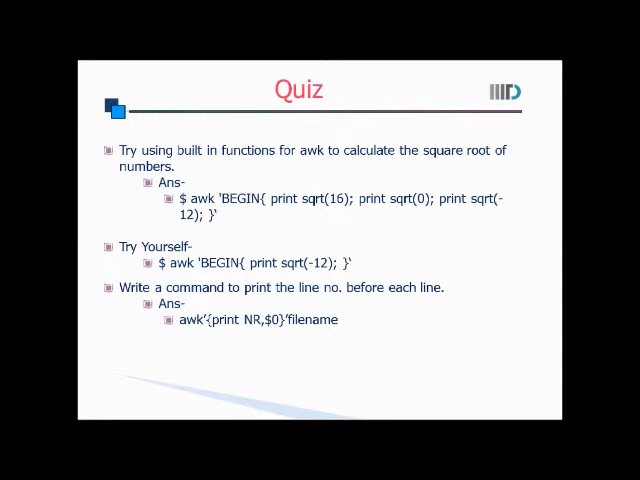 Quiz
Try using built in functions for awk to calculate the square root of
numbers.
Ans-
$ awk 'BEGIN{ print sqrt(16); print sqrt(0); print sqrt(-
12); }'
Try Yourself-
$ awk 'BEGIN{ print sqrt(-12); }'
Write a command to print the line no. before each line.
Ans-
awk'{print NR,$0}'filename